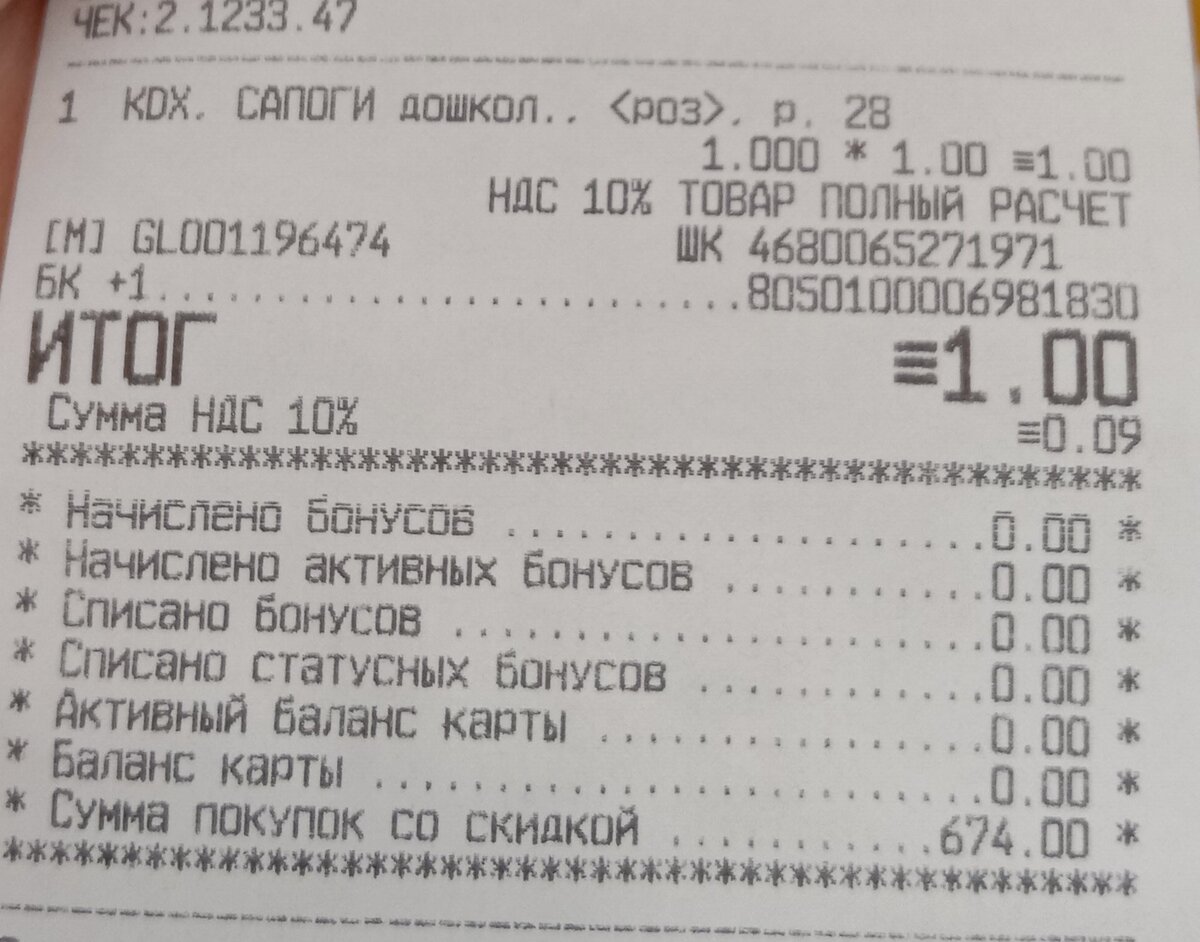 ЧЕК:2.1233.47
1 KDX. САПОГИ дошкол.. <роз>. р. 28
1.000 * 1.00 ≡1.00
НДС 10% ТОВАР ПОЛНЫЙ РАСЧЕТ
[M] GL001196474 ШК 4680065271971
БК +1........................8050100006981830
ИТОГ ≡1.00
Сумма НДС 10% ≡0.09
**********************************************
* Начислено бонусов ....................0.00 *
* Начислено активных бонусов ...........0.00 *
* Списано бонусов ......................0.00 *
* Списано статусных бонусов ............0.00 *
* Активный баланс карты ................0.00 *
* Баланс карты .........................0.00 *
* Сумма покупок со скидкой ...........674.00 *
**********************************************